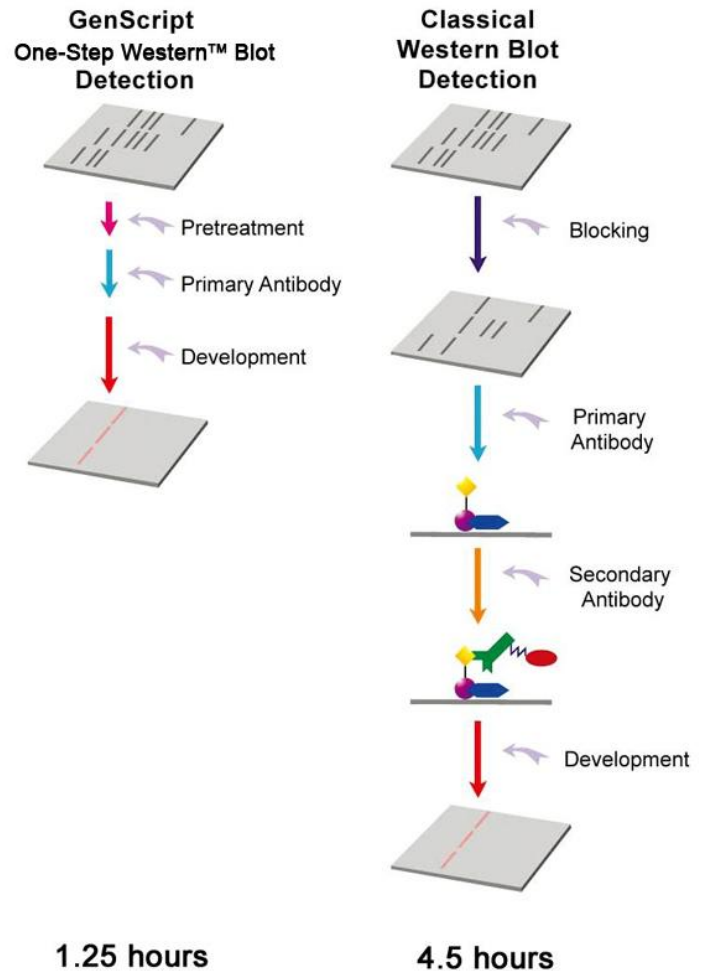 GenScript
One-Step Western™ Blot
Detection
Pretreatment
Primary Antibody
Development
1.25 hours
Classical
Western Blot
Detection
Blocking
Primary
Antibody
Secondary
Antibody
Development
4.5 hours